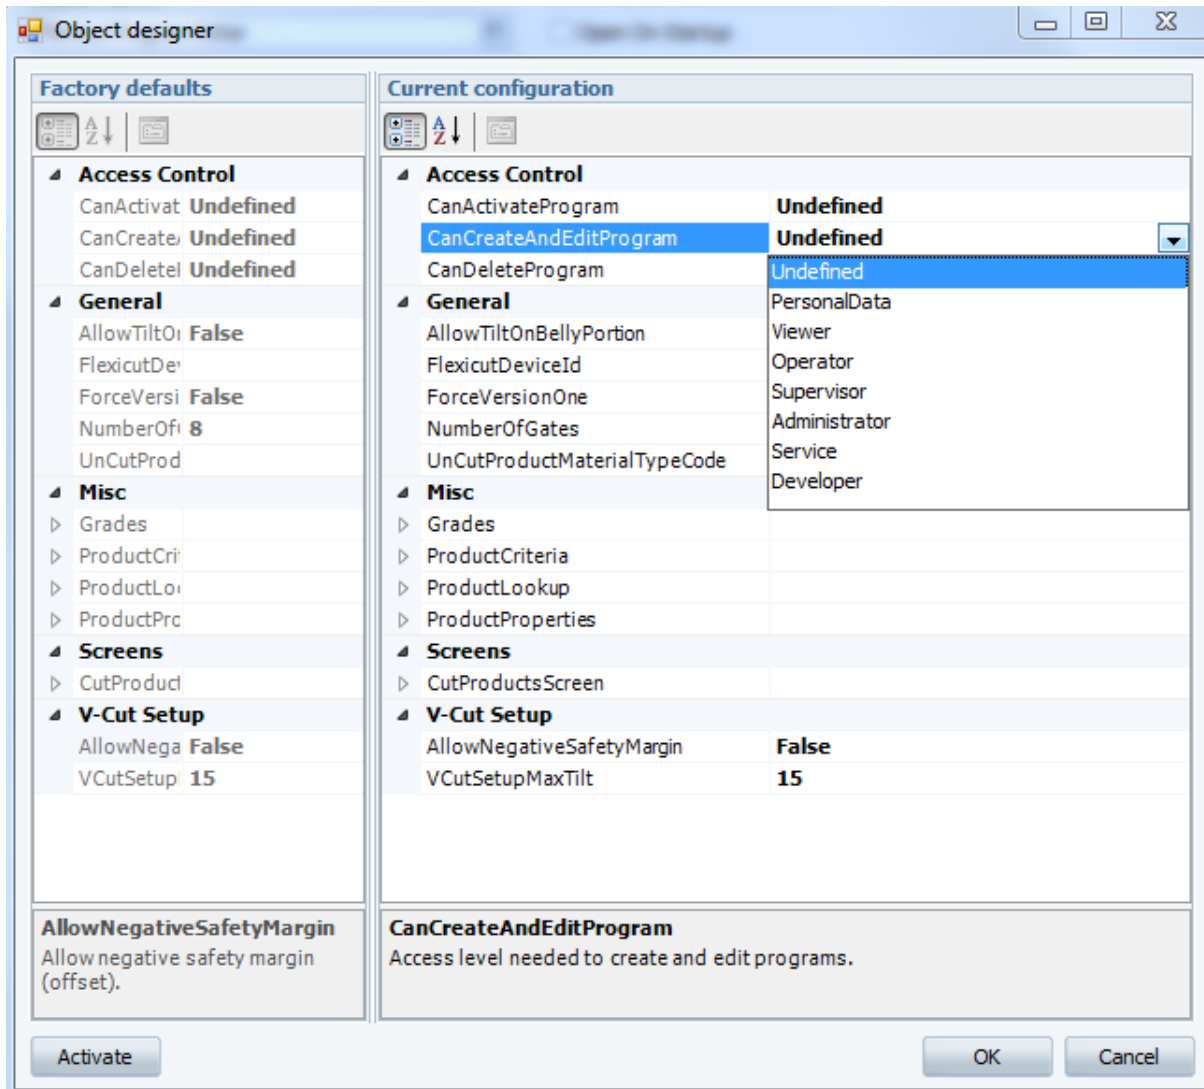 Object designer
Open On Startup
Factory defaults
Access Control
CanActivat Undefined
CanCreate Undefined
CanDelete Undefined
General
AllowTiltO False
FlexicutDe
ForceVersi False
NumberOf 8
UnCutProd
Misc
Grades
ProductCri
ProductLo
ProductPro
Screens
CutProduct
V-Cut Setup
AllowNega False
VCutSetup 15
AllowNegativeSafetyMargin
Allow negative safety margin
(offset).
Current configuration
Access Control
CanActivateProgram Undefined
CanCreateAndEditProgram Undefined
CanDeleteProgram
Undefined
PersonalData
Viewer
Operator
Supervisor
Administrator
Service
Developer
General
AllowTiltOnBellyPortion
FlexicutDeviceId
ForceVersionOne
NumberOfGates
UnCutProductMaterialTypeCode
Misc
Grades
ProductCriteria
ProductLookup
ProductProperties
Screens
CutProductsScreen
V-Cut Setup
AllowNegativeSafetyMargin False
VCutSetupMaxTilt 15
CanCreateAndEditProgram
Access level needed to create and edit programs.
Activate
OK
Cancel